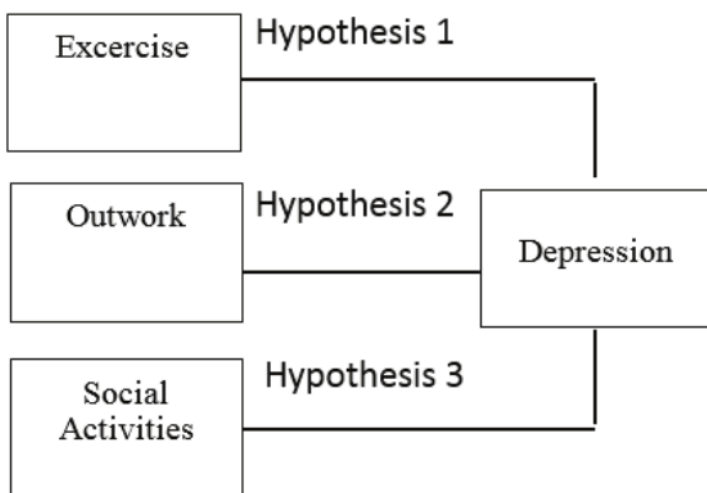 Excercise
Hypothesis 1
Outwork
Hypothesis 2
Depression
Social
Activities
Hypothesis 3